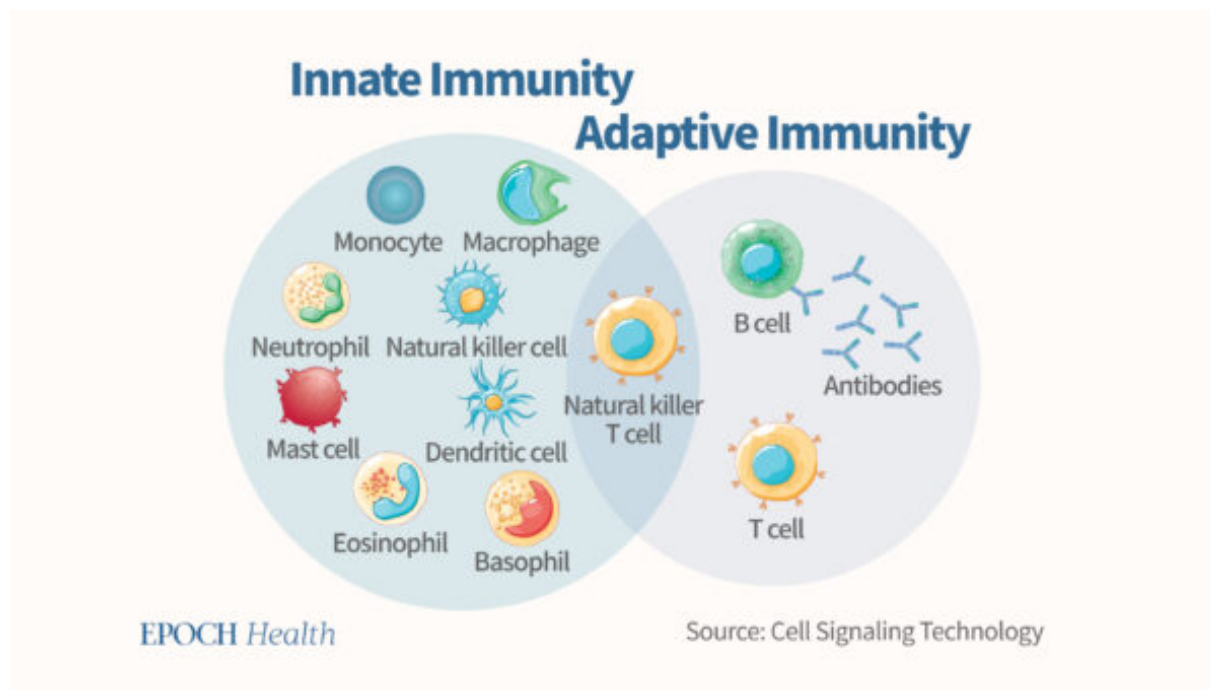 Innate Immunity
Adaptive Immunity
Monocyte
Macrophage
Neutrophil
Natural killer cell
Mast cell
Dendritic cell
Eosinophil
Basophil
Natural killer
T cell
B cell
Antibodies
T cell
EPOCH Health
Source: Cell Signaling Technology